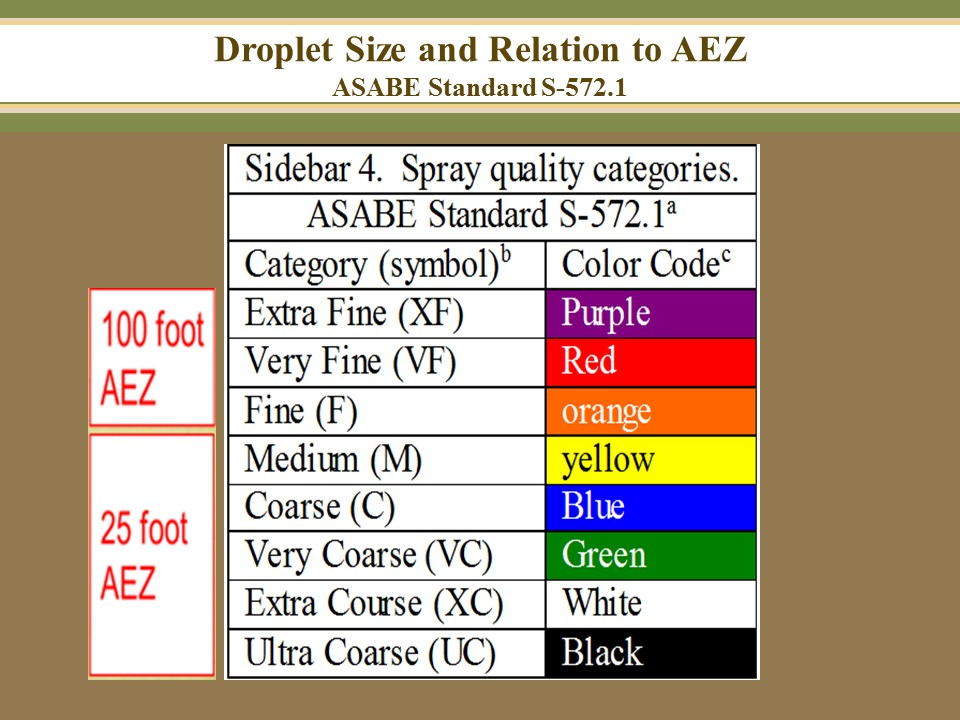 Droplet Size and Relation to AEZ
ASABE Standard S-572.1
Sidebar 4. Spray quality categories.
ASABE Standard S-572.1a
Category (symbol)b Color Codec
100 foot
AEZ
Extra Fine (XF) Purple
Very Fine (VF) Red
Fine (F) orange
25 foot
AEZ
Medium (M) yellow
Coarse (C) Blue
Very Coarse (VC) Green
Extra Course (XC) White
Ultra Coarse (UC) Black